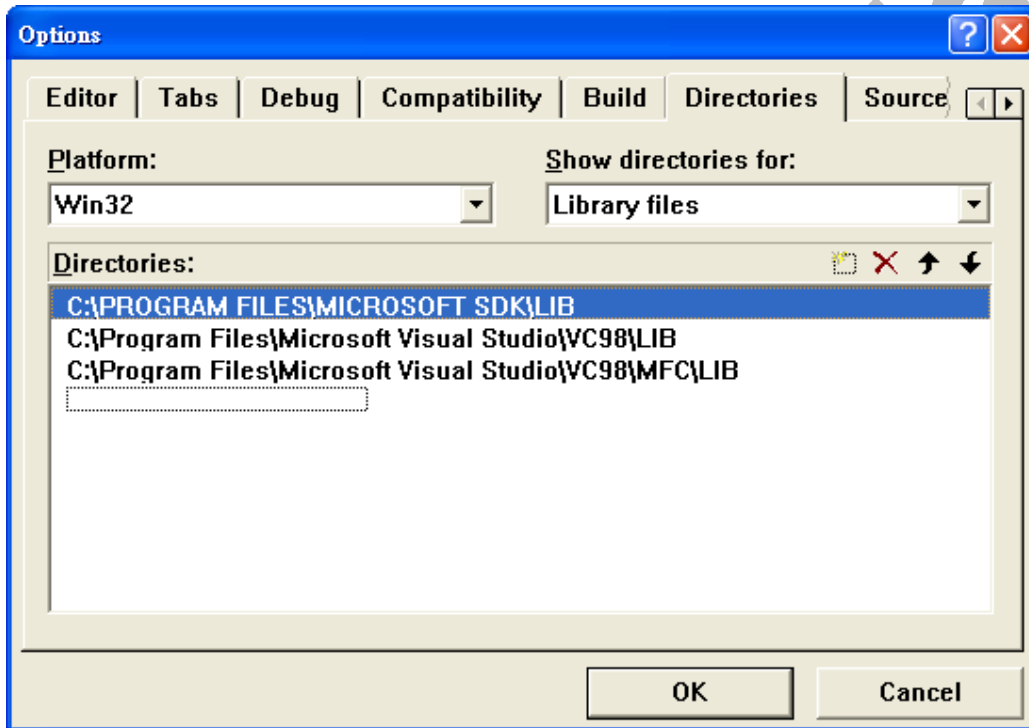 Options
Editor Tabs Debug Compatibility Build Directories Source
Platform: Show directories for:
Win32 Library files
Directories:
C:\PROGRAM FILES\MICROSOFT SDK\LIB
C:\Program Files\Microsoft Visual Studio\VC98\LIB
C:\Program Files\Microsoft Visual Studio\VC98\MFC\LIB
OK Cancel